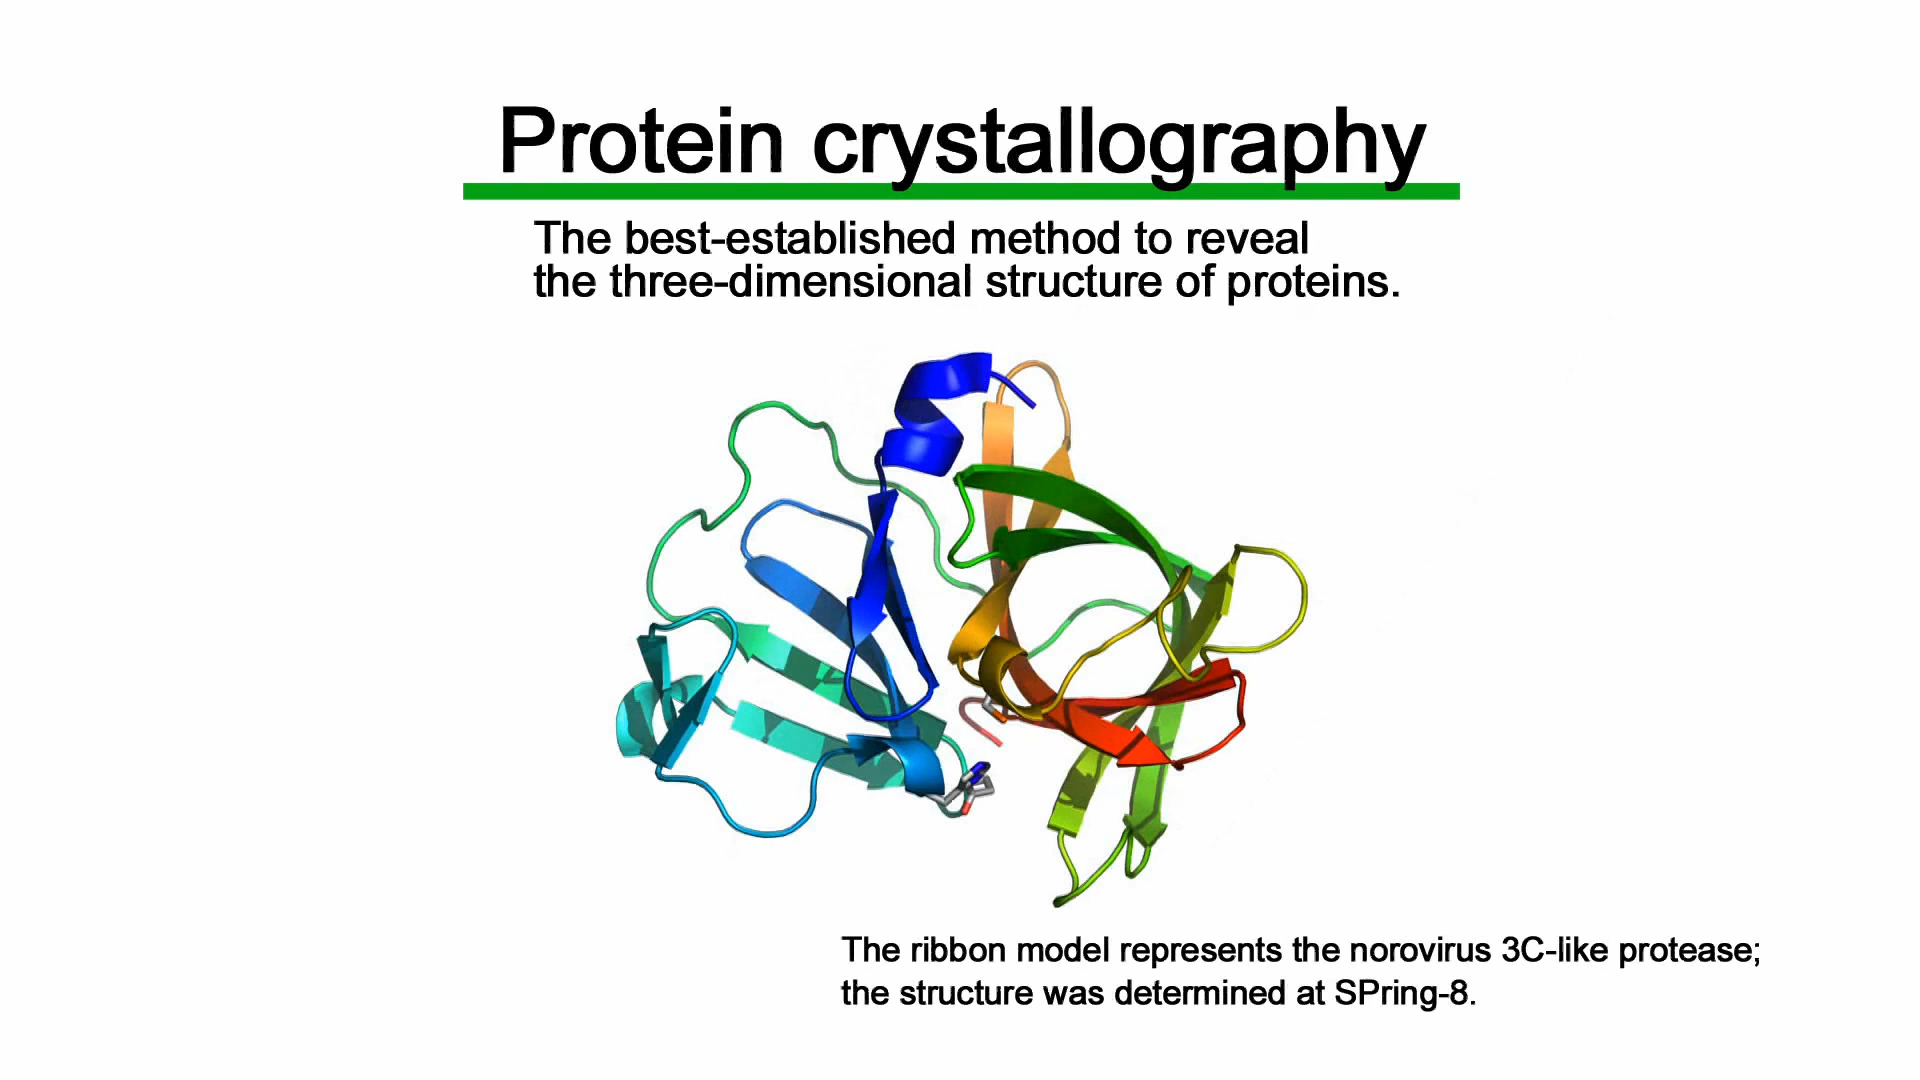 Protein crystallography
The best-established method to reveal
the three-dimensional structure of proteins.
The ribbon model represents the norovirus 3C-like protease;
the structure was determined at SPring-8.